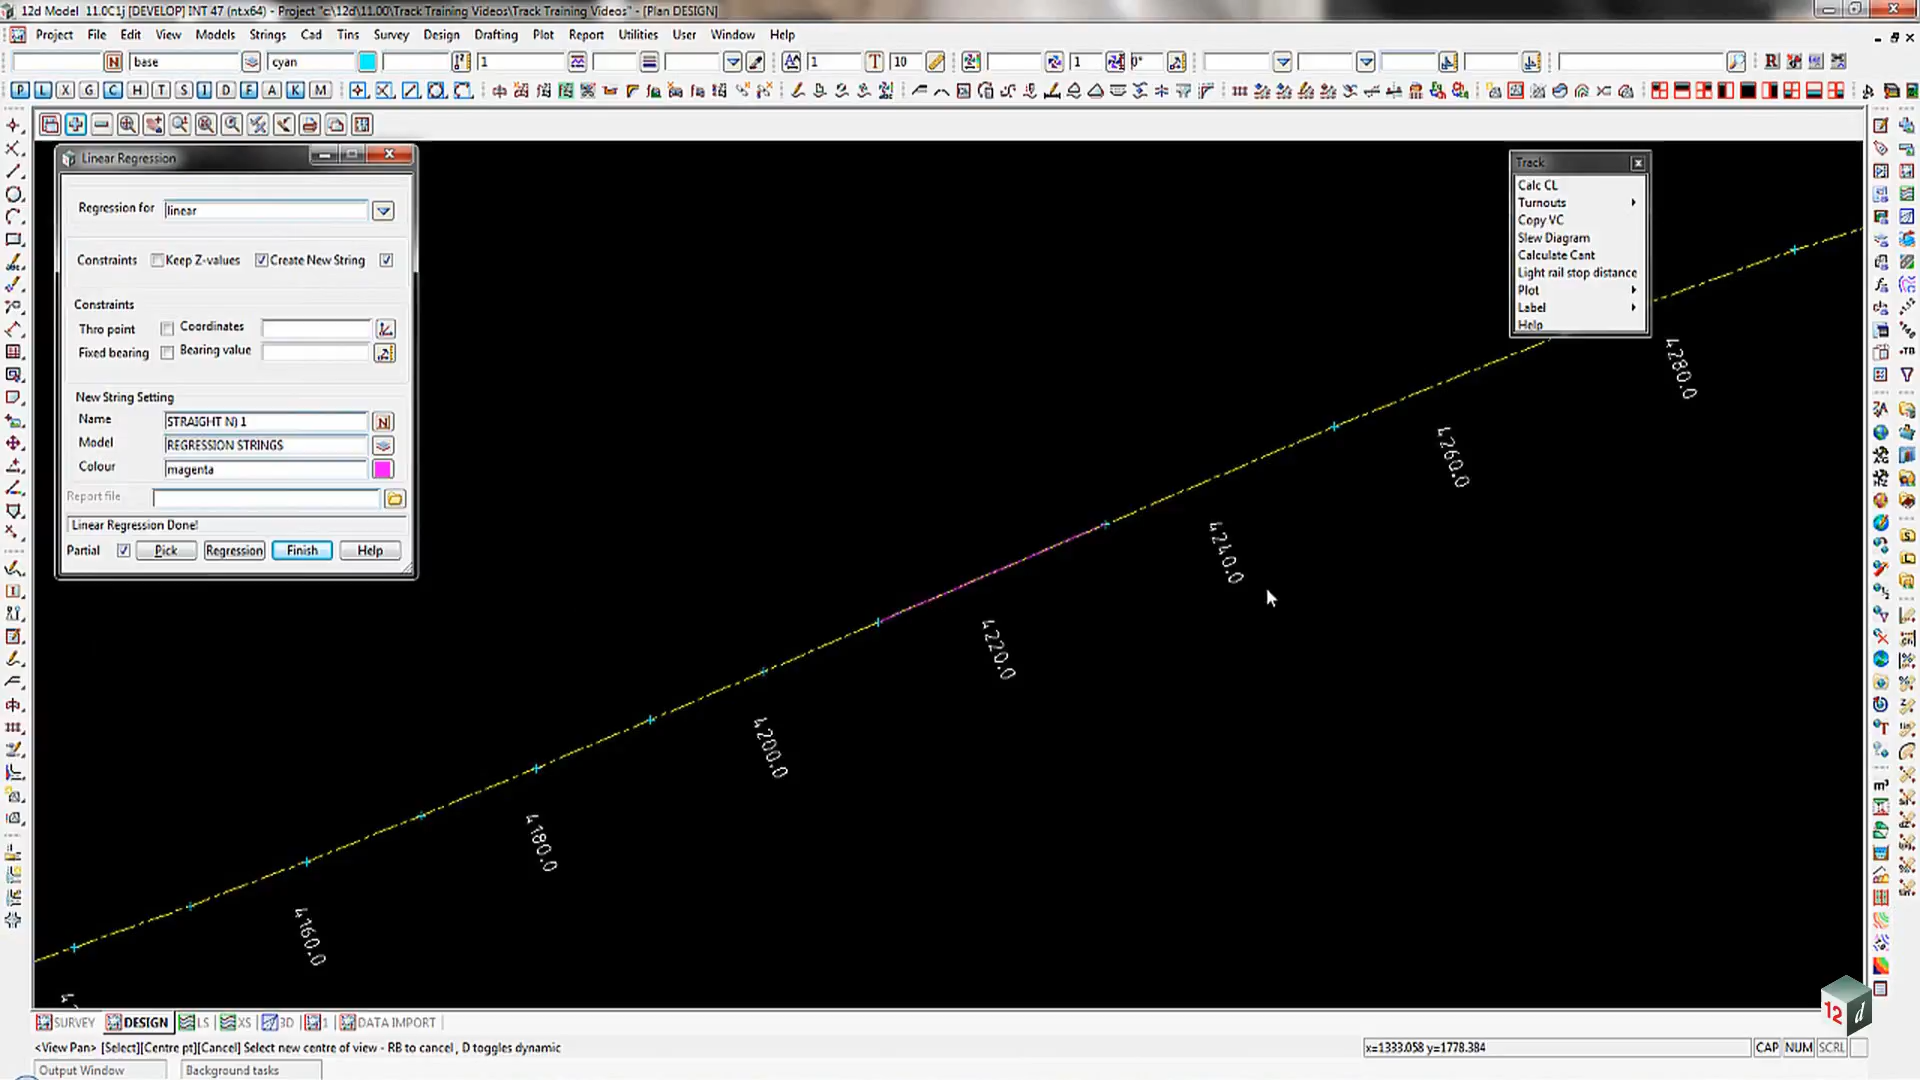 12d Model 11.0C1j [DEVELOP] INT 47 (nt.x64) - Project "c:\12d\11.00\Track Training Videos\Track Training Videos" - [Plan DESIGN]
Project File Edit View Models Strings Cad Tins Survey Design Drafting Plot Report Utilities User Window Help
base cyan 1 1 T 10 1 0°
P L X G C H T S I D F A K M
Linear Regression
Regression for linear
Constraints Keep Z-values Create New String
Constraints
Thro point Coordinates
Fixed bearing Bearing value
New String Setting
Name STRAIGHT N) 1
Model REGRESSION STRINGS
Colour magenta
Report file
Linear Regression Done!
Partial Pick Regression Finish Help
Track
Calc CL
Turnouts
Copy VC
Slew Diagram
Calculate Cant
Light rail stop distance
Plot
Label
Help
4280.0
4260.0
4240.0
4220.0
4200.0
4180.0
4160.0
12 d
SURVEY DESIGN LS XS 3D 1 DATA IMPORT
<View Pan> [Select][Centre pt][Cancel] Select new centre of view - RB to cancel , D toggles dynamic
x=1333.058 y=1778.384 CAP NUM SCRL
Output Window Background tasks